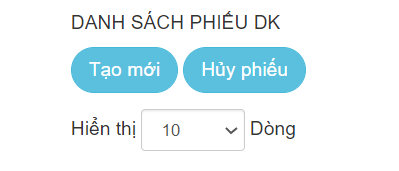 DANH SÁCH PHIẾU DK
Tạo mới Hủy phiếu
Hiển thị 10 Dòng